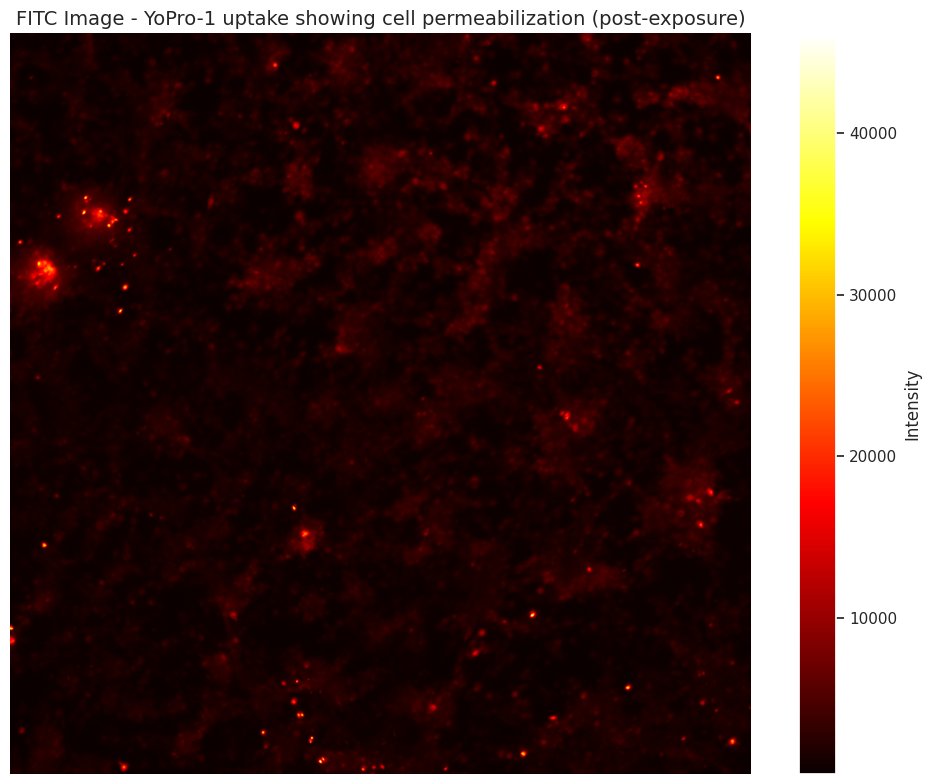 FITC Image - YoPro-1 uptake showing cell permeabilization (post-exposure)
40000
30000
20000
10000
Intensity